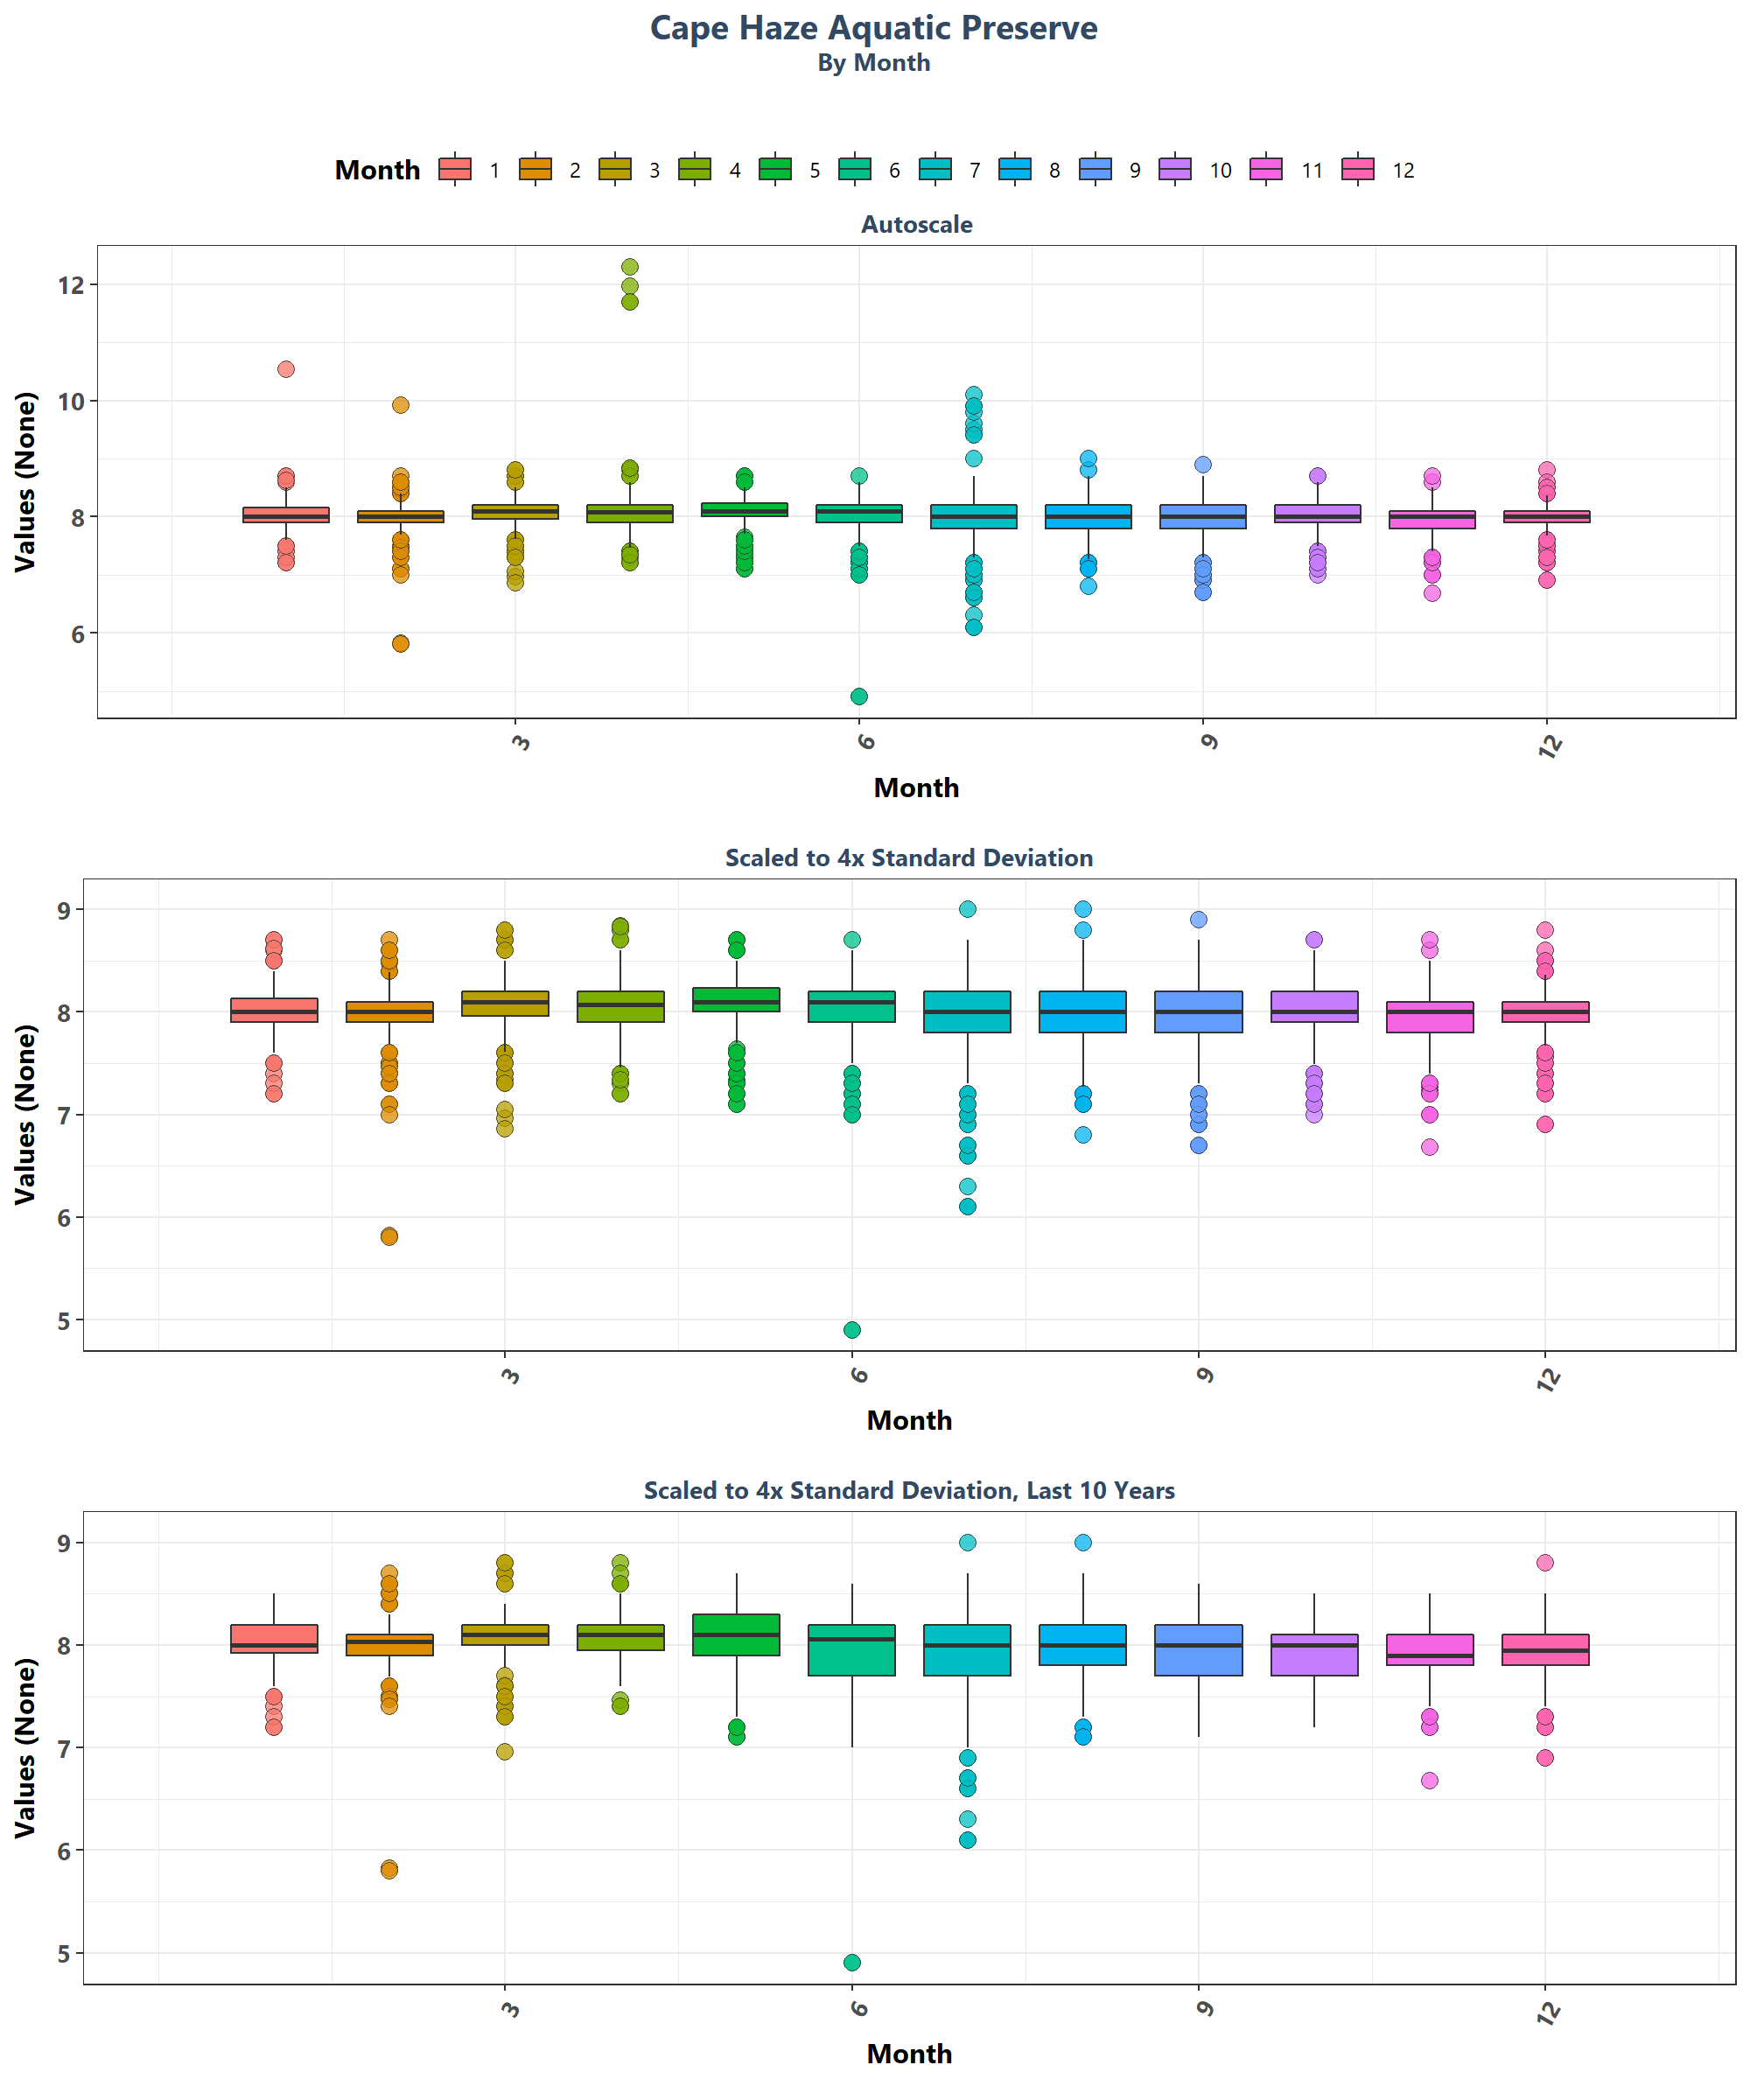 Cape Haze Aquatic Preserve
By Month
Month 1 2 3 4 5 6 7 8 9 10 11 12
Autoscale
Values (None)
12
10
8
6
3 6 9 12
Month
Scaled to 4x Standard Deviation
Values (None)
9
8
7
6
5
3 6 9 12
Month
Scaled to 4x Standard Deviation, Last 10 Years
Values (None)
9
8
7
6
5
3 6 9 12
Month